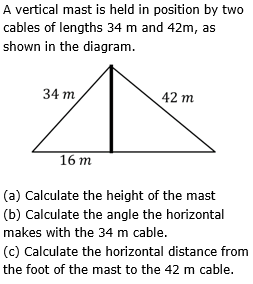 A vertical mast is held in position by two
cables of lengths 34 m and 42m, as
shown in the diagram.
34 m
42 m
16 m
(a) Calculate the height of the mast
(b) Calculate the angle the horizontal
makes with the 34 m cable.
(c) Calculate the horizontal distance from
the foot of the mast to the 42 m cable.